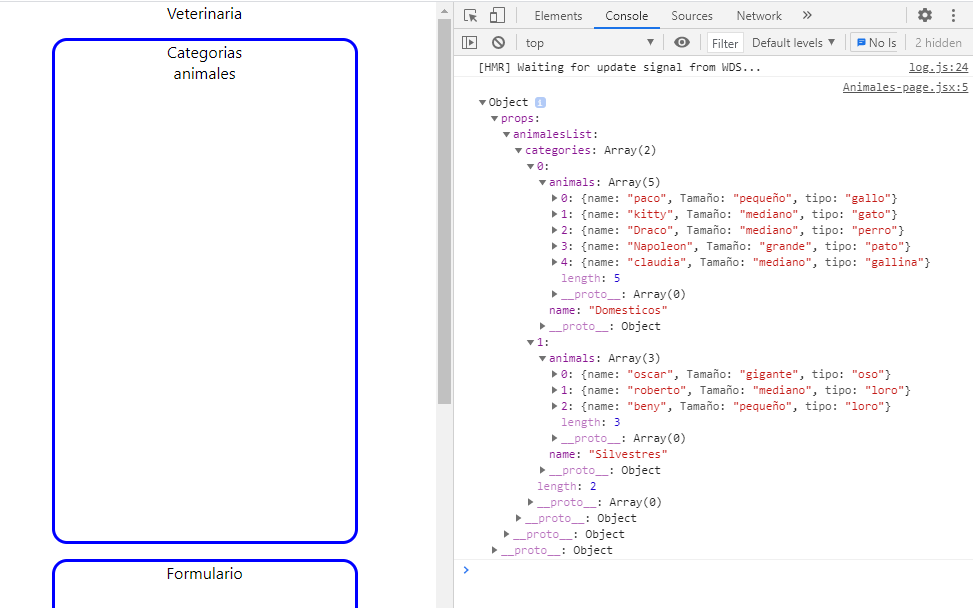 Veterinaria
Categorias
animales
Formulario
Elements Console Sources Network »
top Filter Default levels ▼ No Is 2 hidden
[HMR] Waiting for update signal from WDS... log.js:24
Animales-page.jsx:5
▼Object i
▼props:
▼animalesList:
▼categories: Array(2)
▼0:
▼animals: Array(5)
▶0: {name: "paco", Tamaño: "pequeño", tipo: "gallo"}
▶1: {name: "kitty", Tamaño: "mediano", tipo: "gato"}
▶2: {name: "Draco", Tamaño: "mediano", tipo: "perro"}
▶3: {name: "Napoleon", Tamaño: "grande", tipo: "pato"}
▶4: {name: "claudia", Tamaño: "mediano", tipo: "gallina"}
length: 5
▶__proto__: Array(0)
name: "Domesticos"
▶__proto__: Object
▼1:
▼animals: Array(3)
▶0: {name: "oscar", Tamaño: "gigante", tipo: "oso"}
▶1: {name: "roberto", Tamaño: "mediano", tipo: "loro"}
▶2: {name: "beny", Tamaño: "pequeño", tipo: "loro"}
length: 3
▶__proto__: Array(0)
name: "Silvestres"
▶__proto__: Object
length: 2
▶__proto__: Array(0)
▶__proto__: Object
▶__proto__: Object
▶__proto__: Object